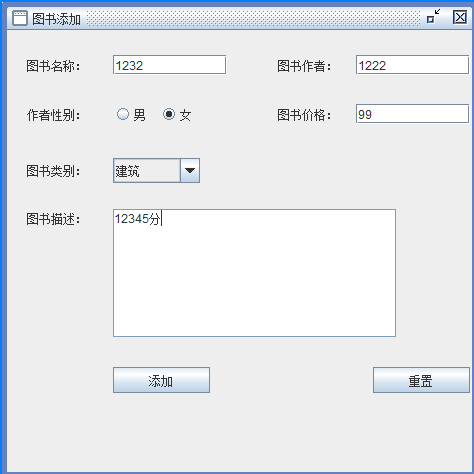 图书添加
图书名称： 1232 图书作者： 1222
作者性别： 男 女 图书价格： 99
图书类别： 建筑
图书描述： 12345分
添加 重置